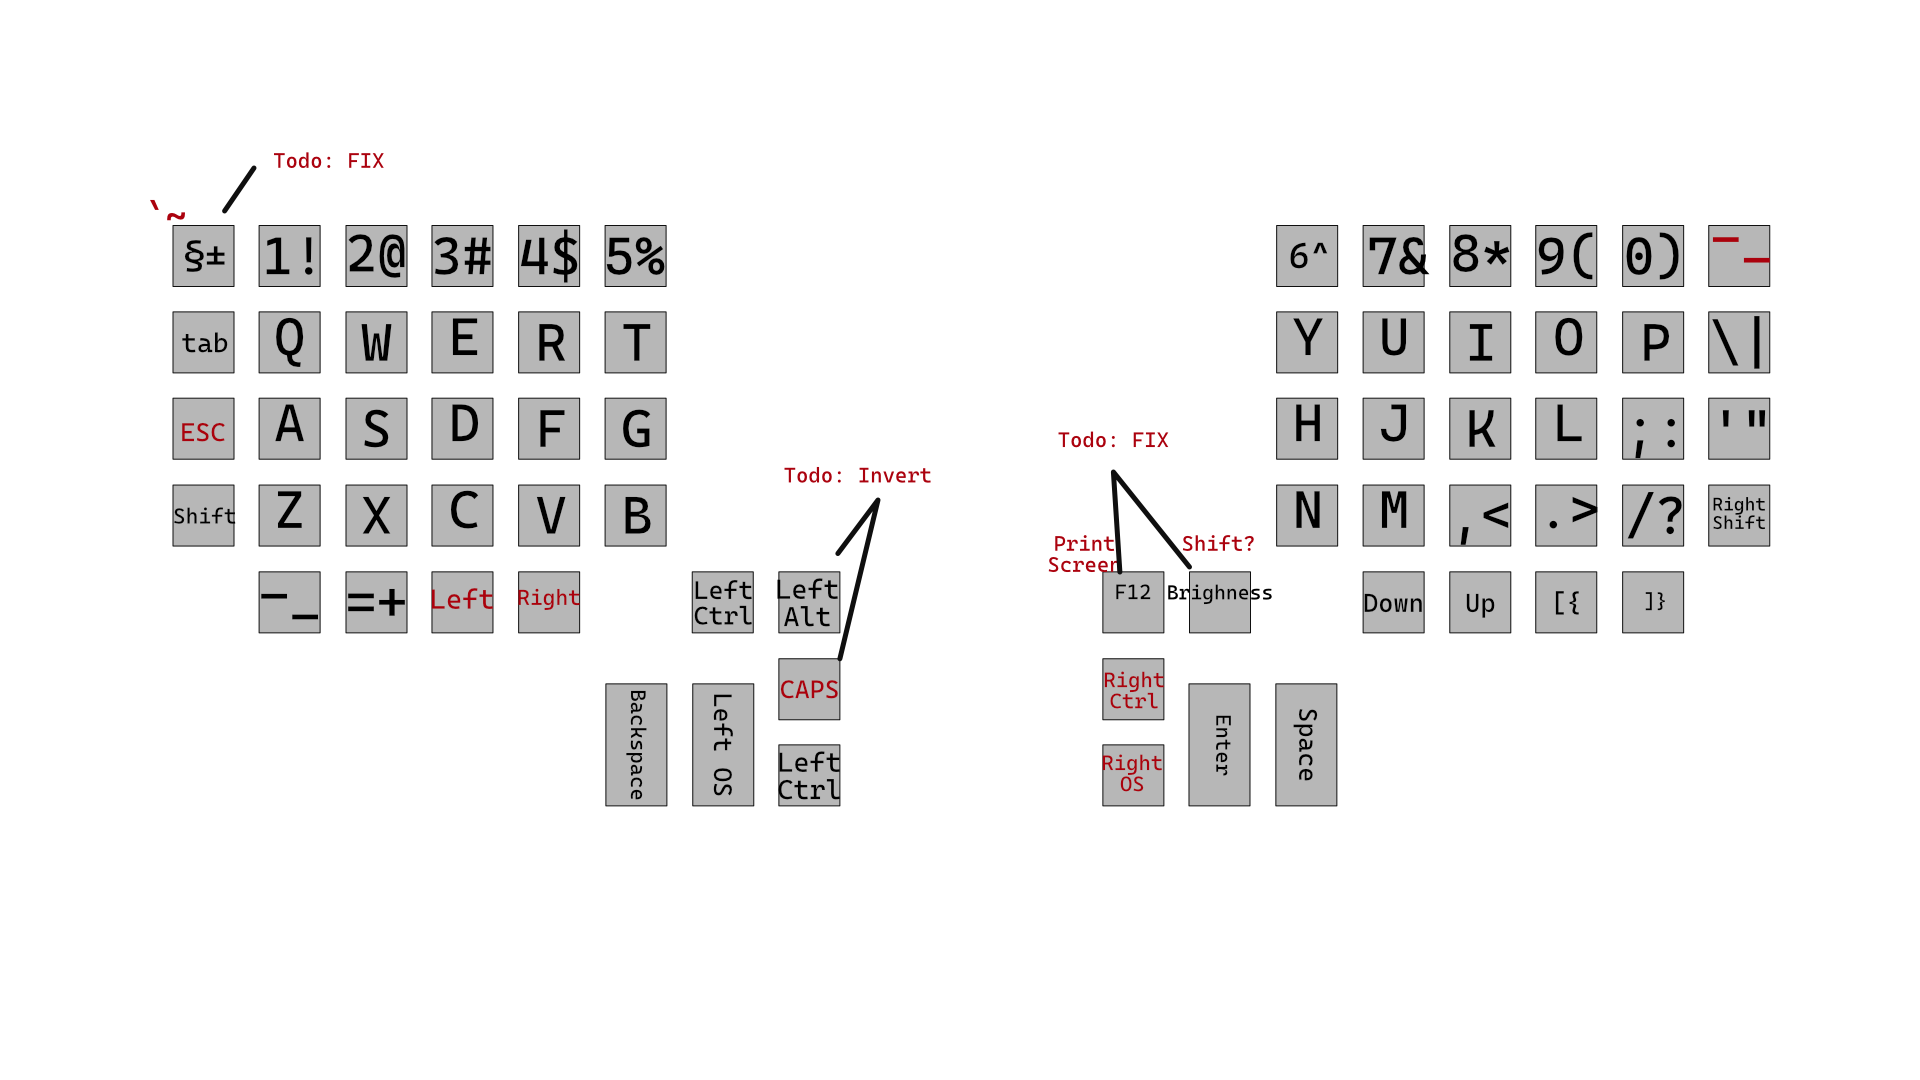 Todo: FIX
`~
§± 1! 2@ 3# 4$ 5%
tab Q W E R T
ESC A S D F G
Shift Z X C V B
-_ =+ Left Right
Todo: Invert
Left
Ctrl
Left
Alt
CAPS
Backspace
Left OS
Left
Ctrl
6^ 7& 8* 9( 0) -_
Y U I O P \|
H J K L ;: '"
N M ,< .> /? Right
Shift
Down Up [{ ]}
Todo: FIX
Print
Screen
Shift?
F12 Brighness
Right
Ctrl
Right
OS
Enter
Space